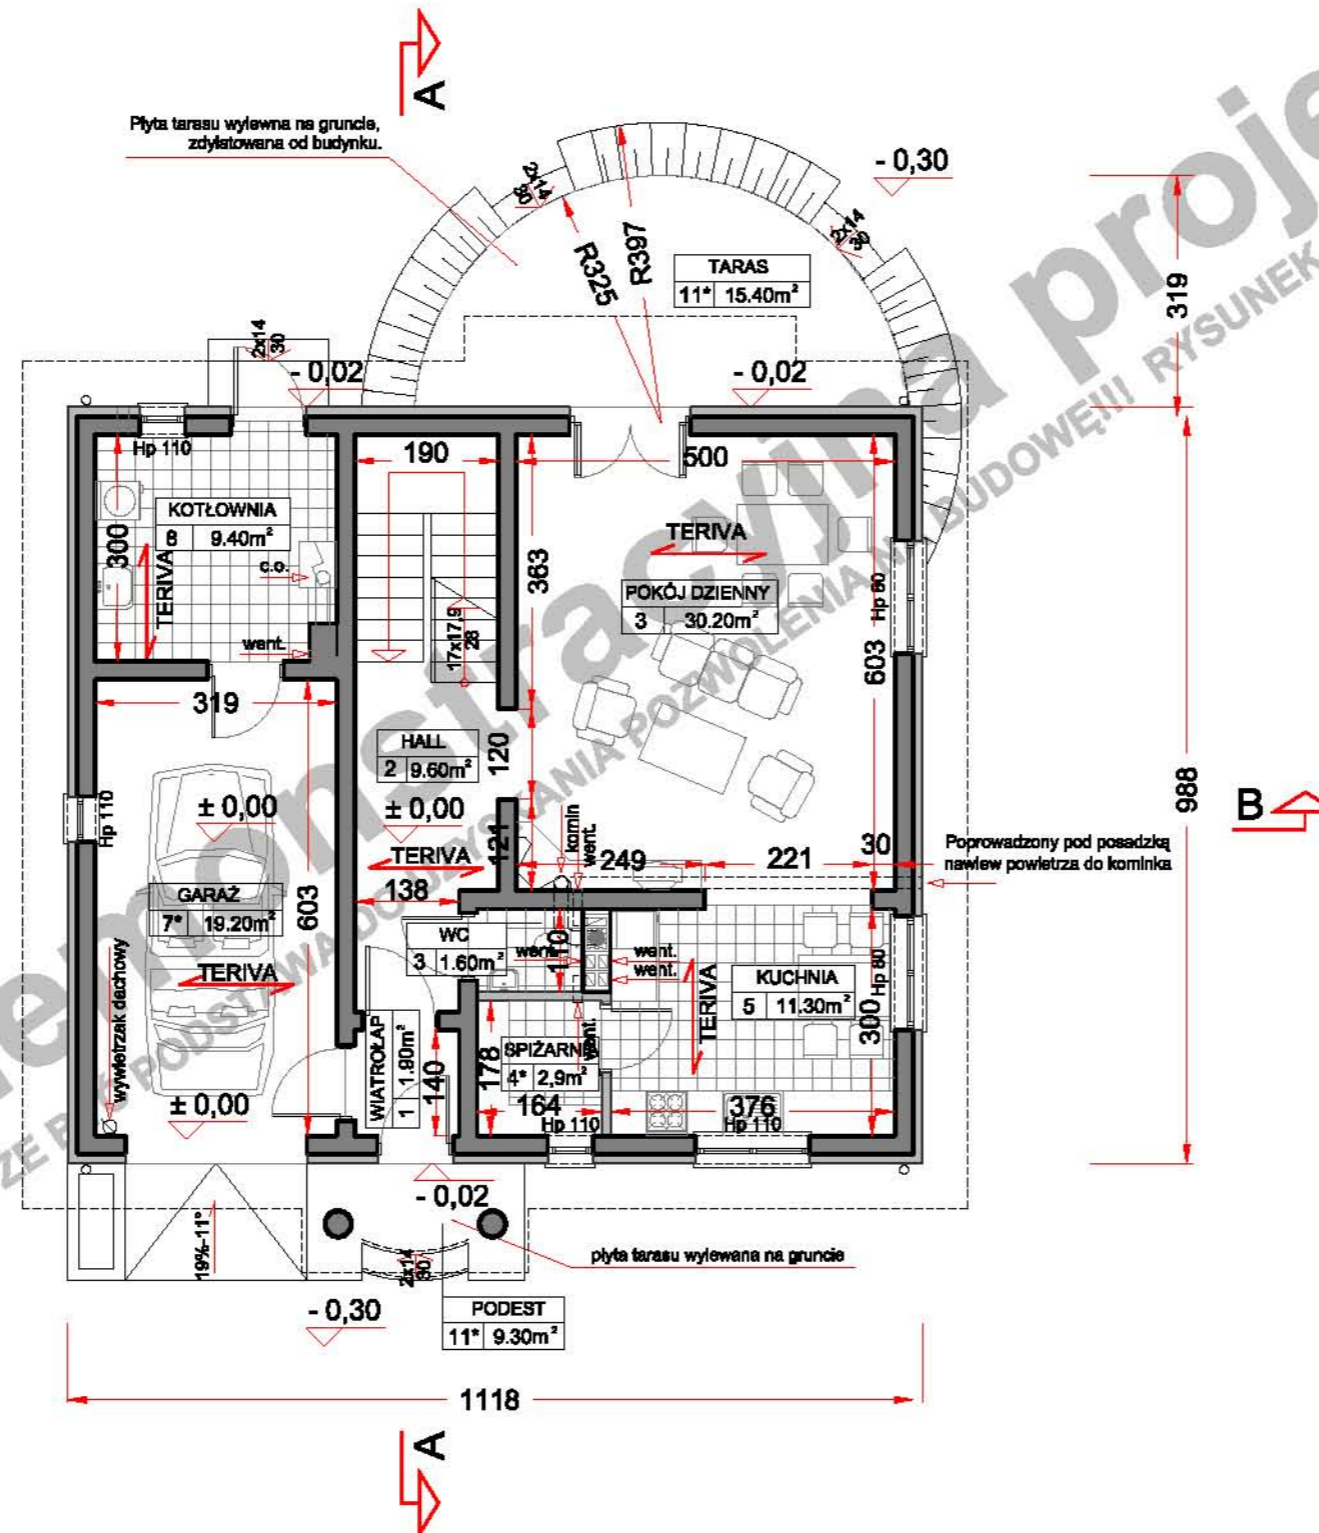 A
Płyta tarasu wylewna na gruncie,
zdylatowana od budynku.
- 0,30
2x14
30
2x14
30
R325
R397
TARAS
11* 15.40m²
319
2x14
30
- 0,02
- 0,02
Hp 110
190
500
KOTŁOWNIA
8 9.40m²
300
TERIVA
c.o.
went.
363
17x17,9
28
TERIVA
POKÓJ DZIENNY
3 30.20m²
Hp 80
603
319
HALL
2 9.60m²
120
± 0,00
± 0,00
Hp 110
988
B
TERIVA
121
komin
went.
249
221
30
Poprowadzony pod posadzką
nawiew powietrza do kominka
GARAŻ
7* 19.20m²
603
138
WC
3 1.60m²
went.
110
went.
went.
TERIVA
KUCHNIA
5 11.30m²
Hp 80
300
TERIVA
wywietrzak dachowy
WIATROŁAP
1 1.90m²
140
178
went.
4* 2,9m²
164
376
Hp 110
Hp 110
± 0,00
- 0,02
19%-11°
2x14
30
płyta tarasu wylewana na gruncie
- 0,30
PODEST
11* 9.30m²
1118
A